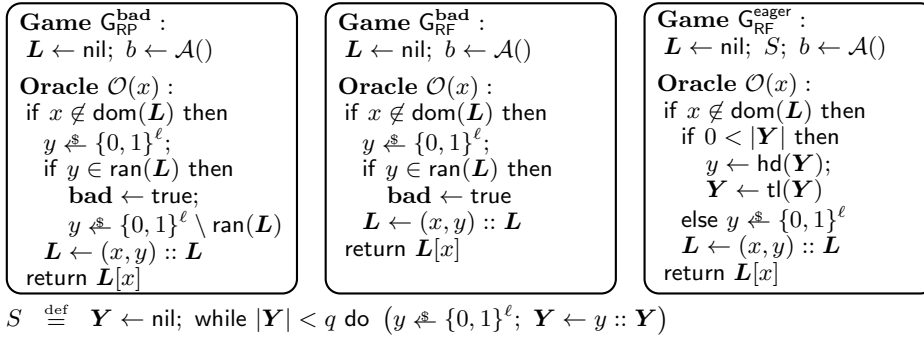 Game G_RP^bad :
L ← nil; b ← A()
Oracle O(x) :
if x ∉ dom(L) then
y ←$ {0, 1}^ℓ;
if y ∈ ran(L) then
bad ← true;
y ←$ {0, 1}^ℓ \ ran(L)
L ← (x, y) :: L
return L[x]
Game G_RF^bad :
L ← nil; b ← A()
Oracle O(x) :
if x ∉ dom(L) then
y ←$ {0, 1}^ℓ;
if y ∈ ran(L) then
bad ← true
L ← (x, y) :: L
return L[x]
Game G_RF^eager :
L ← nil; S; b ← A()
Oracle O(x) :
if x ∉ dom(L) then
if 0 < |Y| then
y ← hd(Y);
Y ← tl(Y)
else y ←$ {0, 1}^ℓ
L ← (x, y) :: L
return L[x]
S def= Y ← nil; while |Y| < q do (y ←$ {0, 1}^ℓ; Y ← y :: Y)